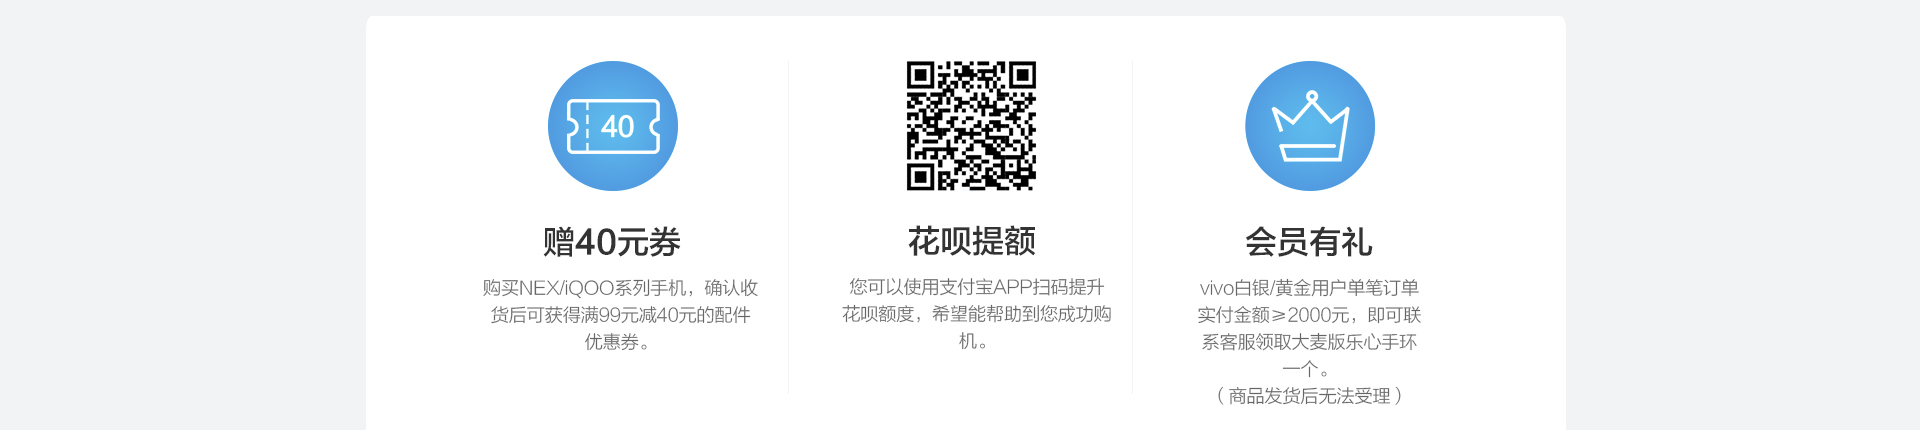 40
赠40元券
购买NEX/iQOO系列手机，确认收
货后可获得满99元减40元的配件
优惠券。
花呗提额
您可以使用支付宝APP扫码提升
花呗额度，希望能帮助到您成功购
机。
会员有礼
vivo白银/黄金用户单笔订单
实付金额≥2000元，即可联
系客服领取大麦版乐心手环
一个。
（商品发货后无法受理）